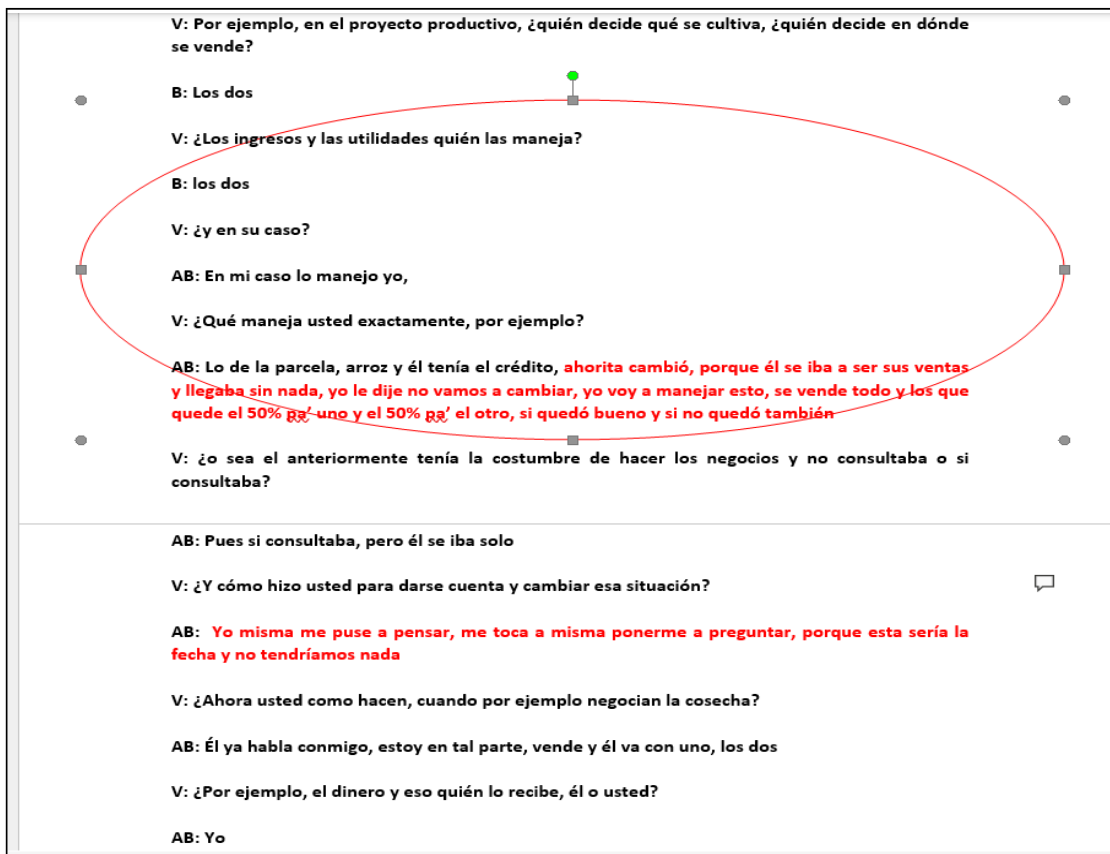 V: Por ejemplo, en el proyecto productivo, ¿quién decide qué se cultiva, ¿quién decide en dónde
se vende?
B: Los dos
V: ¿Los ingresos y las utilidades quién las maneja?
B: los dos
V: ¿y en su caso?
AB: En mi caso lo manejo yo,
V: ¿Qué maneja usted exactamente, por ejemplo?
AB: Lo de la parcela, arroz y él tenía el crédito, ahorita cambió, porque él se iba a ser sus ventas
y llegaba sin nada, yo le dije no vamos a cambiar, yo voy a manejar esto, se vende todo y los que
quede el 50% pa’ uno y el 50% pa’ el otro, si quedó bueno y si no quedó también
V: ¿o sea el anteriormente tenía la costumbre de hacer los negocios y no consultaba o si
consultaba?
AB: Pues si consultaba, pero él se iba solo
V: ¿Y cómo hizo usted para darse cuenta y cambiar esa situación?
AB: Yo misma me puse a pensar, me toca a misma ponerme a preguntar, porque esta sería la
fecha y no tendríamos nada
V: ¿Ahora usted como hacen, cuando por ejemplo negocian la cosecha?
AB: Él ya habla conmigo, estoy en tal parte, vende y él va con uno, los dos
V: ¿Por ejemplo, el dinero y eso quién lo recibe, él o usted?
AB: Yo